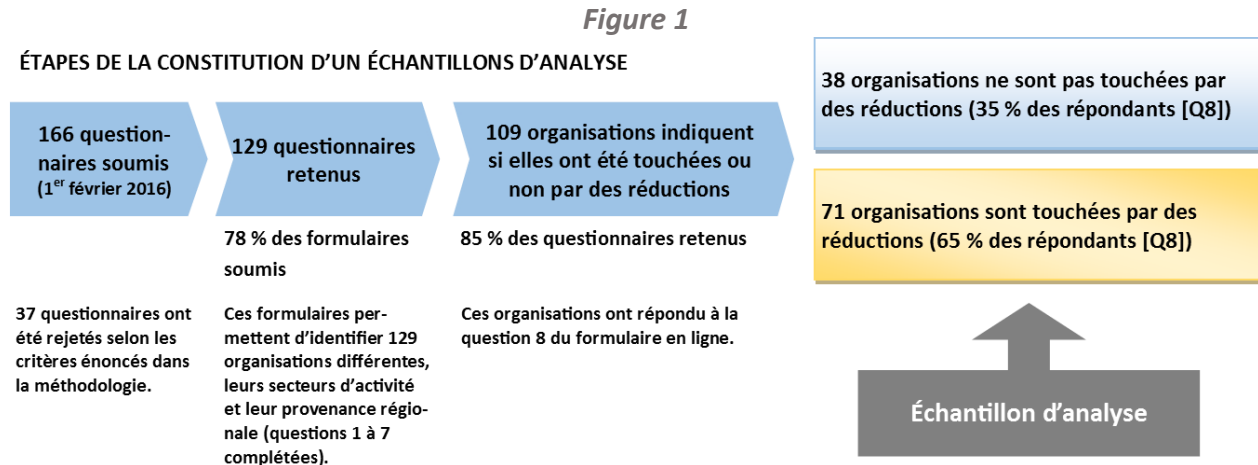 Figure 1
ÉTAPES DE LA CONSTITUTION D’UN ÉCHANTILLONS D’ANALYSE
166 question-
naires soumis
(1er février 2016)
37 questionnaires ont
été rejetés selon les
critères énoncés dans
la méthodologie.
129 questionnaires
retenus
78 % des formulaires
soumis
Ces formulaires per-
mettent d’identifier 129
organisations différentes,
leurs secteurs d’activité
et leur provenance régio-
nale (questions 1 à 7
complétées).
109 organisations indiquent
si elles ont été touchées ou
non par des réductions
85 % des questionnaires retenus
Ces organisations ont répondu à la
question 8 du formulaire en ligne.
38 organisations ne sont pas touchées par
des réductions (35 % des répondants [Q8])
71 organisations sont touchées par des
réductions (65 % des répondants [Q8])
Échantillon d’analyse